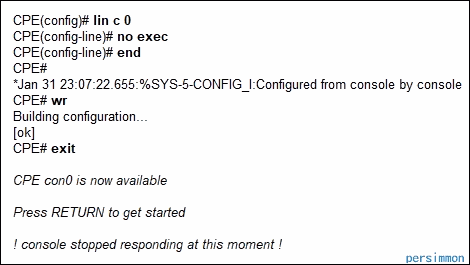 CPE(config)# lin c 0
CPE(config-line)# no exec
CPE(config-line)# end
CPE#
*Jan 31 23:07:22.655:%SYS-5-CONFIG_I:Configured from console by console
CPE# wr
Building configuration...
[ok]
CPE# exit
CPE con0 is now available
Press RETURN to get started
! console stopped responding at this moment !
persimmon